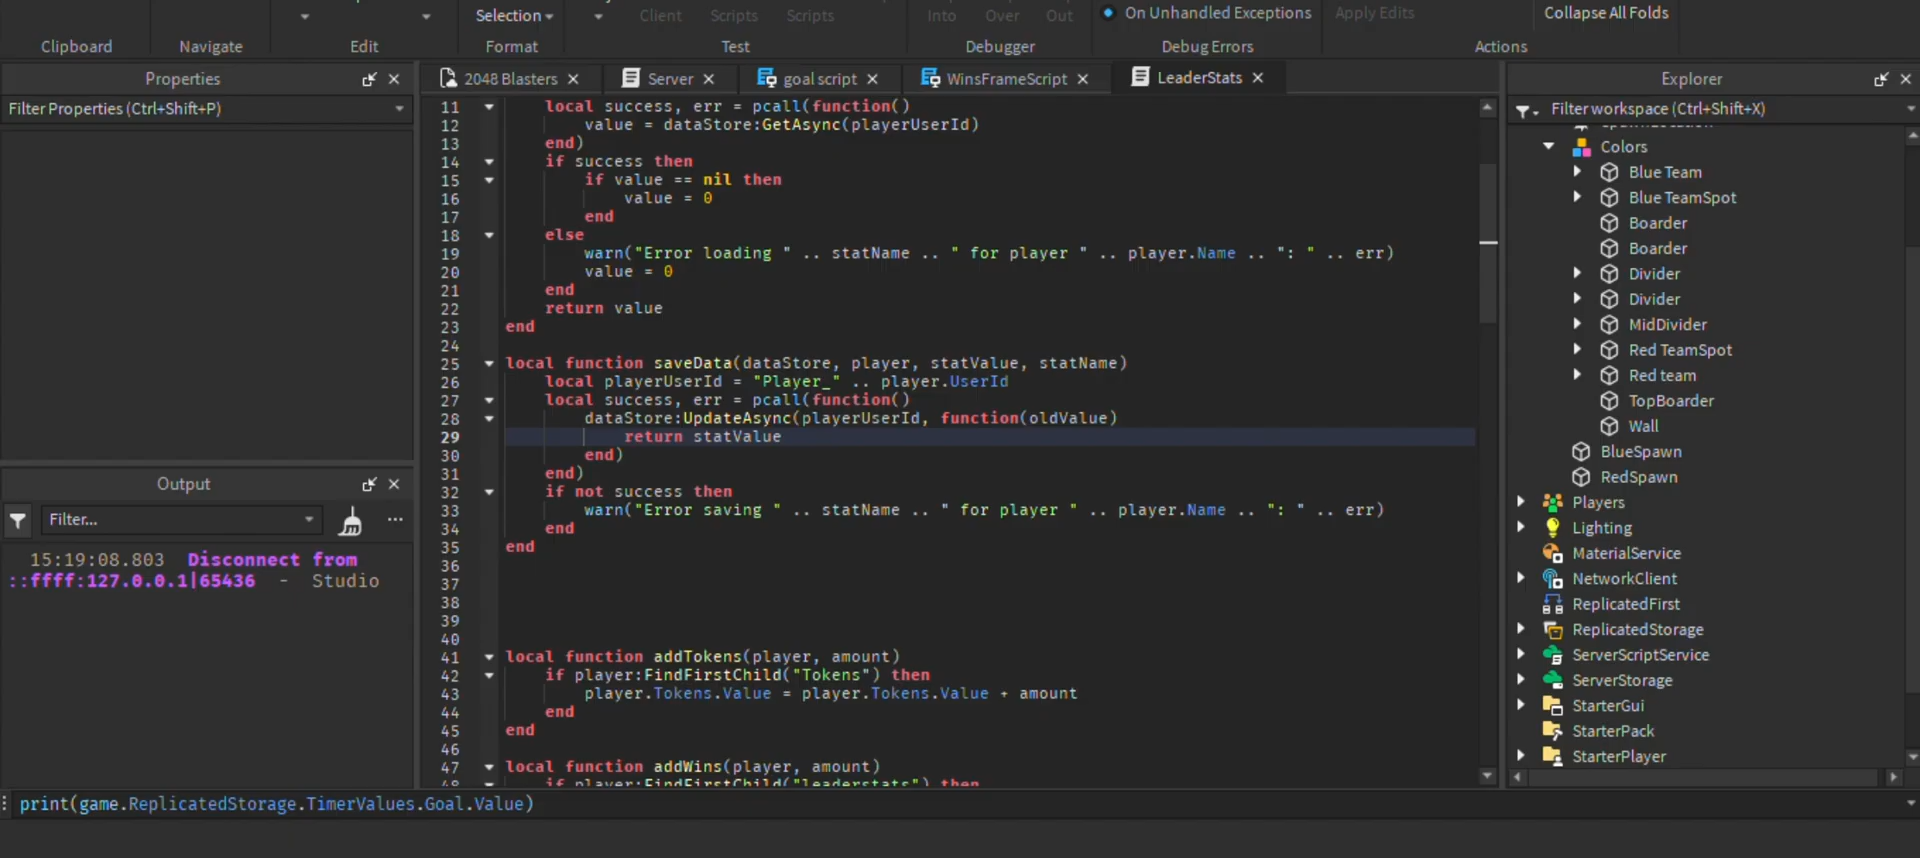 Selection
Client
Scripts
Scripts
Into
Over
Out
On Unhandled Exceptions
Apply Edits
Collapse All Folds
Clipboard
Navigate
Edit
Format
Test
Debugger
Debug Errors
Actions
Properties
2048 Blasters
Server
goal script
WinsFrameScript
LeaderStats
Explorer
Filter Properties (Ctrl+Shift+P)
Filter workspace (Ctrl+Shift+X)
11 local success, err = pcall(function()
12 value = dataStore:GetAsync(playerUserId)
13 end)
14 if success then
15 if value == nil then
16 value = 0
17 end
18 else
19 warn("Error loading " .. statName .. " for player " .. player.Name .. ": " .. err)
20 value = 0
21 end
22 return value
23 end
24
25 local function saveData(dataStore, player, statValue, statName)
26 local playerUserId = "Player_" .. player.UserId
27 local success, err = pcall(function()
28 dataStore:UpdateAsync(playerUserId, function(oldValue)
29 return statValue
30 end)
31 end)
32 if not success then
33 warn("Error saving " .. statName .. " for player " .. player.Name .. ": " .. err)
34 end
35 end
36
37
38
39
40
41 local function addTokens(player, amount)
42 if player:FindFirstChild("Tokens") then
43 player.Tokens.Value = player.Tokens.Value + amount
44 end
45 end
46
47 local function addWins(player, amount)
48 if player:FindFirstChild("leaderstats") then
Colors
Blue Team
Blue TeamSpot
Boarder
Boarder
Divider
Divider
MidDivider
Red TeamSpot
Red team
TopBoarder
Wall
BlueSpawn
RedSpawn
Players
Lighting
MaterialService
NetworkClient
ReplicatedFirst
ReplicatedStorage
ServerScriptService
ServerStorage
StarterGui
StarterPack
StarterPlayer
Output
Filter...
15:19:08.803 Disconnect from
::ffff:127.0.0.1|65436 - Studio
print(game.ReplicatedStorage.TimerValues.Goal.Value)